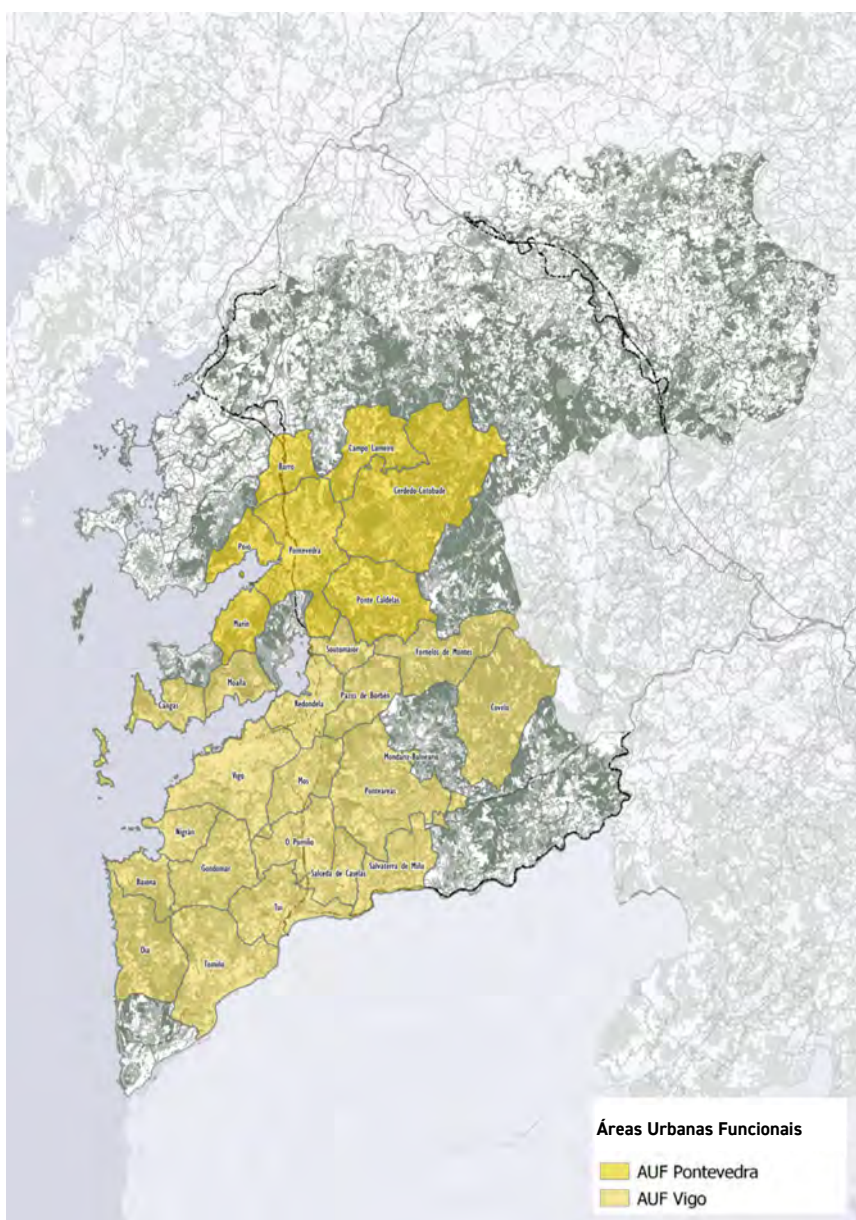 Campo Lameiro
Barro
Cerdedo-Cotobade
Poio
Pontevedra
Ponte Caldelas
Marín
Soutomaior
Fornelos de Montes
Moaña
Cangas
Pazos de Borbén
Redondela
Covelo
Mondariz-Balneario
Vigo
Mos
Ponteareas
Nigrán
O Porriño
Gondomar
Salceda de Caselas
Salvaterra de Miño
Baiona
Tui
Oia
Tomiño
Áreas Urbanas Funcionais
AUF Pontevedra
AUF Vigo